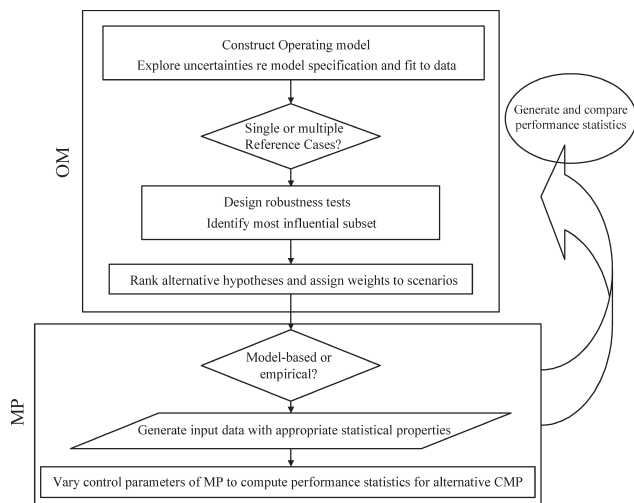 Construct Operating model
Explore uncertainties re model specification and fit to data
Single or multiple
Reference Cases?
Design robustness tests
Identify most influential subset
Rank alternative hypotheses and assign weights to scenarios
OM
Generate and compare
performance statistics
Model-based or
empirical?
Generate input data with appropriate statistical properties
Vary control parameters of MP to compute performance statistics for alternative CMP
MP